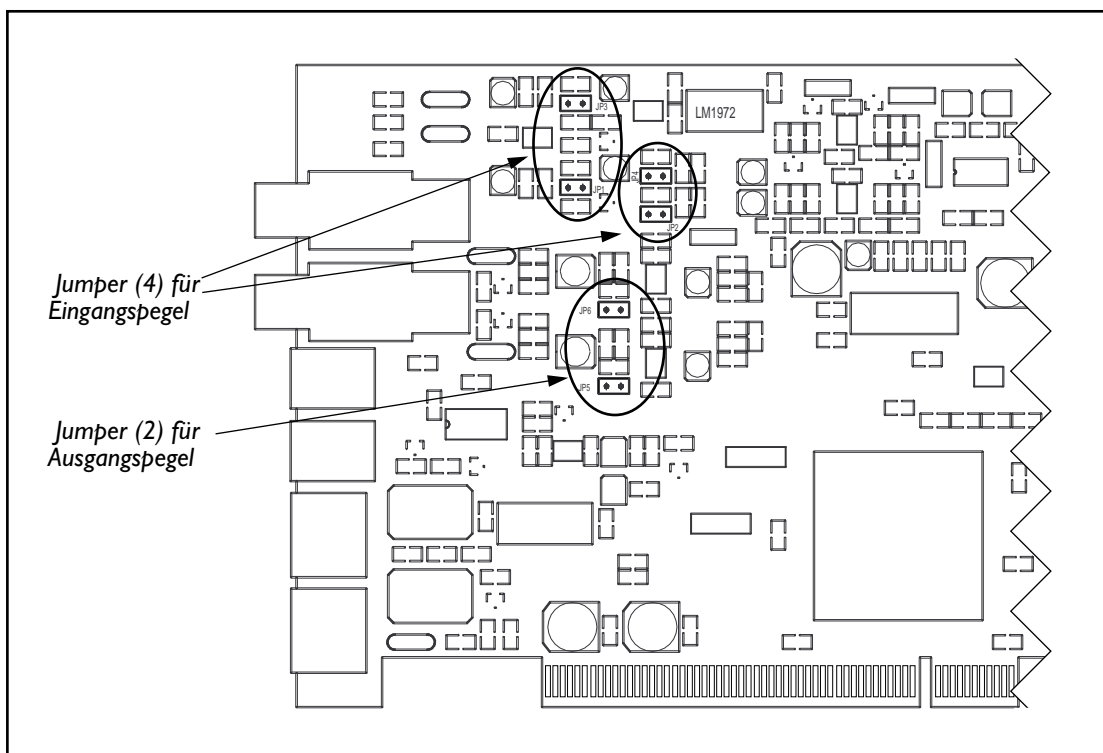 JP3
LM1972
JP4
JP1
JP2
Jumper (4) für
Eingangspegel
JP6
JP5
Jumper (2) für
Ausgangspegel